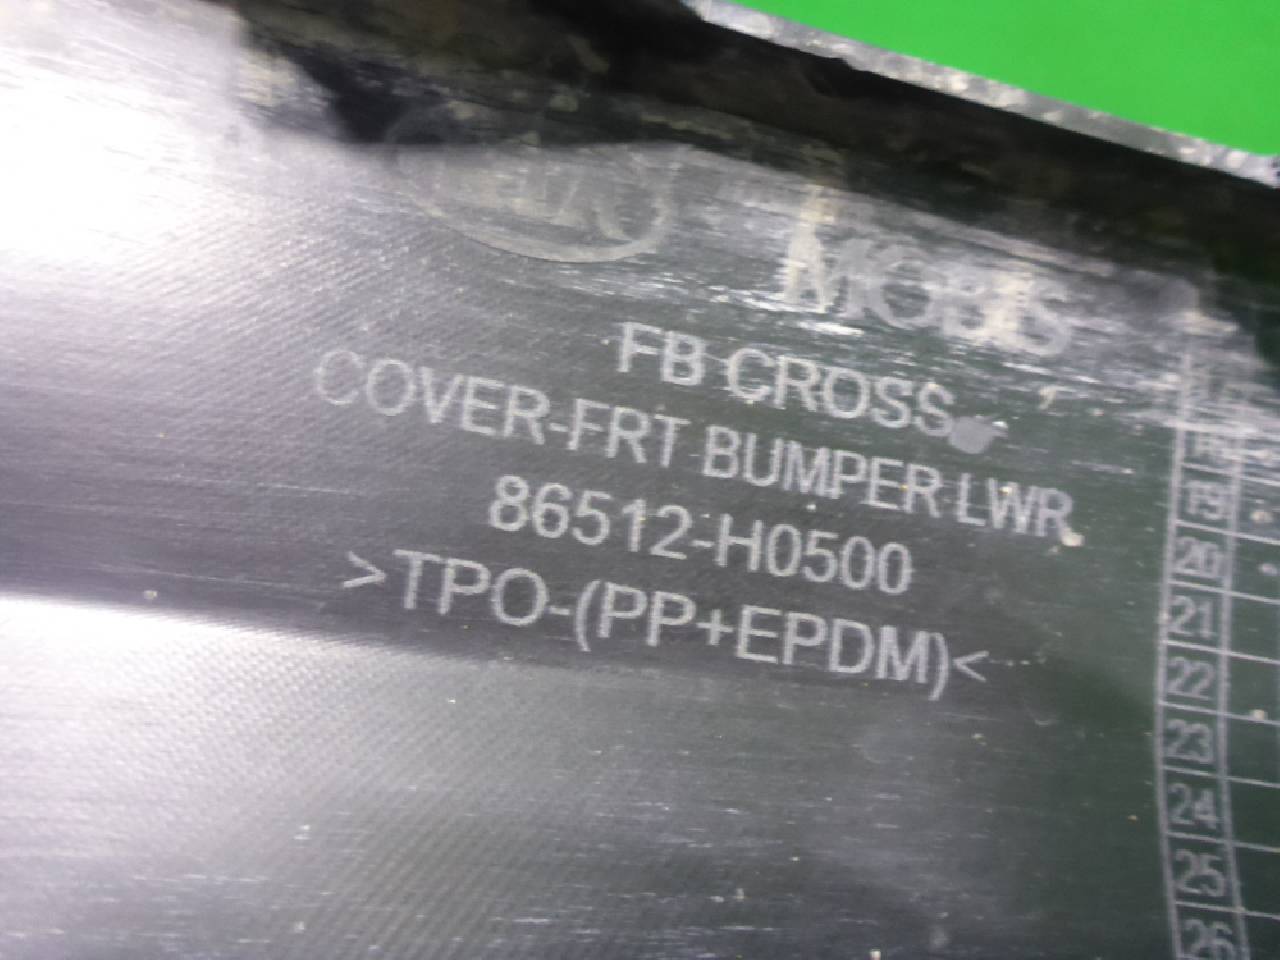 KIA
MOBIS
FB CROSS
COVER-FRT BUMPER LWR
86512-H0500
>TPO-(PP+EPDM)<
19
20
21
22
23
24
25
26